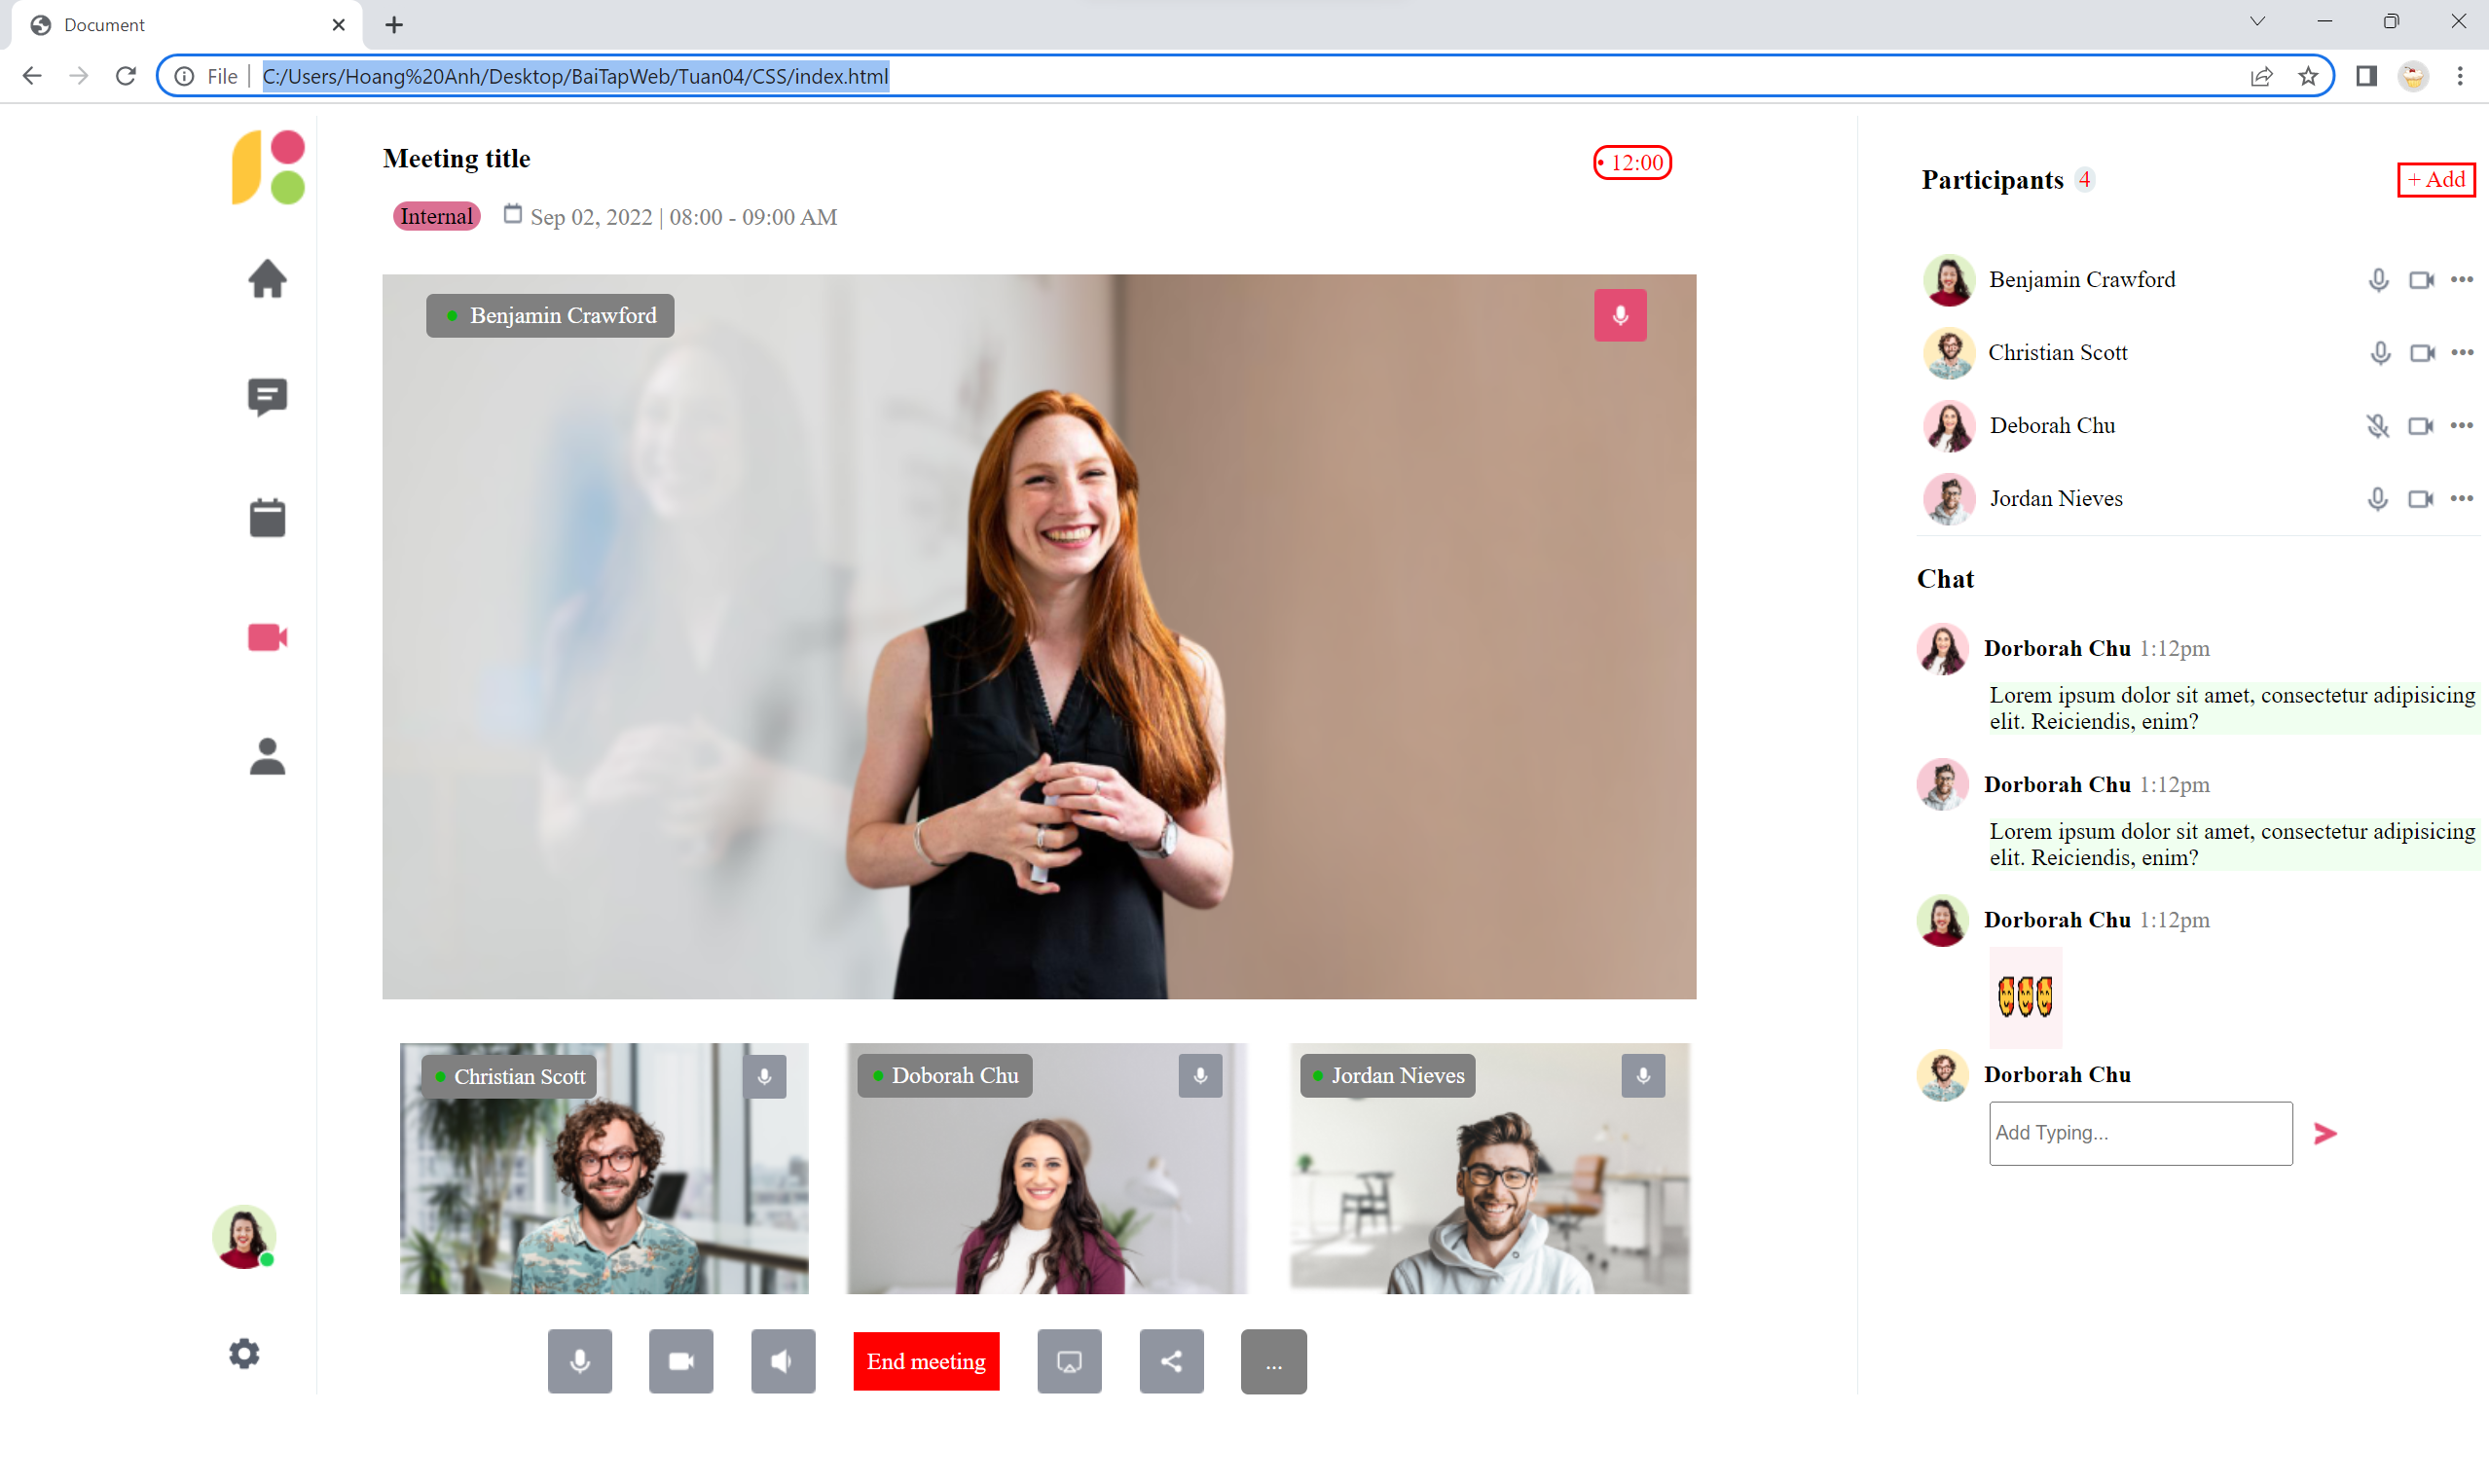 Document
File C:/Users/Hoang%20Anh/Desktop/BaiTapWeb/Tuan04/CSS/index.html
Meeting title
• 12:00
Internal Sep 02, 2022 | 08:00 - 09:00 AM
Benjamin Crawford
Christian Scott
Doborah Chu
Jordan Nieves
End meeting
...
Participants 4
+ Add
Benjamin Crawford
Christian Scott
Deborah Chu
Jordan Nieves
Chat
Dorborah Chu 1:12pm
Lorem ipsum dolor sit amet, consectetur adipisicing
elit. Reiciendis, enim?
Dorborah Chu 1:12pm
Lorem ipsum dolor sit amet, consectetur adipisicing
elit. Reiciendis, enim?
Dorborah Chu 1:12pm
Dorborah Chu
Add Typing...